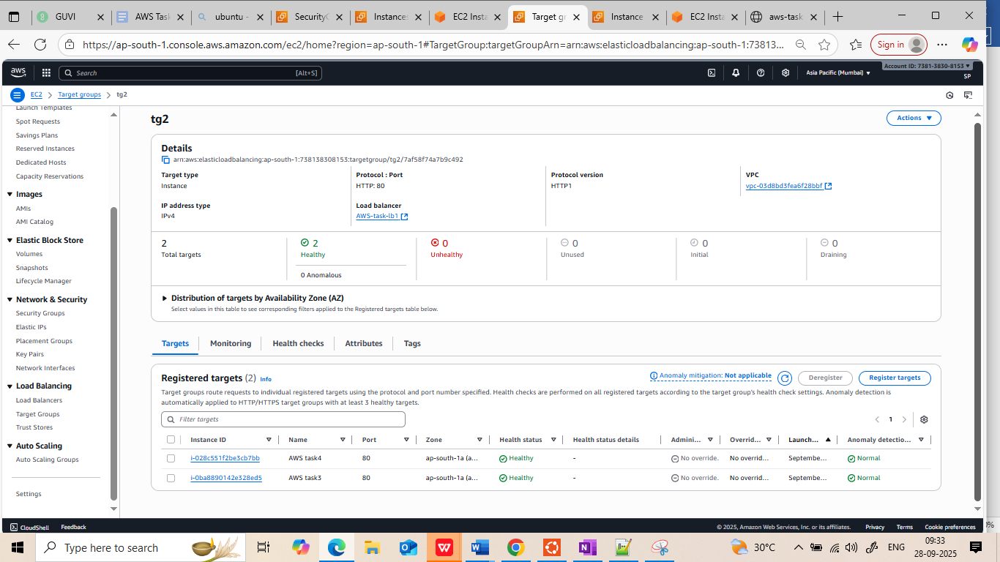 GUVI
AWS Task
ubuntu -
SecurityG
Instances
EC2 Insta
Target gr
Instance
EC2 Insta
aws-task
https://ap-south-1.console.aws.amazon.com/ec2/home?region=ap-south-1#TargetGroup:targetGroupArn=arn:aws:elasticloadbalancing:ap-south-1:73813...
Sign in
aws
Search
[Alt+S]
Asia Pacific (Mumbai)
Account ID: 7381-3830-8153
SP
EC2
Target groups
tg2
Launch Templates
Spot Requests
Savings Plans
Reserved Instances
Dedicated Hosts
Capacity Reservations
Images
AMIs
AMI Catalog
Elastic Block Store
Volumes
Snapshots
Lifecycle Manager
Network & Security
Security Groups
Elastic IPs
Placement Groups
Key Pairs
Network Interfaces
Load Balancing
Load Balancers
Target Groups
Trust Stores
Auto Scaling
Auto Scaling Groups
Settings
tg2
Actions
Details
arn:aws:elasticloadbalancing:ap-south-1:738138308153:targetgroup/tg2/7af58f74a7b9c492
Target type
Instance
Protocol : Port
HTTP: 80
Protocol version
HTTP1
VPC
vpc-03d8bd3fea6f28bbf
IP address type
IPv4
Load balancer
AWS-task-lb1
2
Total targets
2
Healthy
0 Anomalous
0
Unhealthy
0
Unused
0
Initial
0
Draining
Distribution of targets by Availability Zone (AZ)
Select values in this table to see corresponding filters applied to the Registered targets table below.
Targets
Monitoring
Health checks
Attributes
Tags
Registered targets (2) Info
Anomaly mitigation: Not applicable
Deregister
Register targets
Target groups route requests to individual registered targets using the protocol and port number specified. Health checks are performed on all registered targets according to the target group's health check settings. Anomaly detection is
automatically applied to HTTP/HTTPS target groups with at least 3 healthy targets.
Filter targets
1
Instance ID Name Port Zone Health status Health status details Admini... Overrid... Launch... Anomaly detectio...
i-028c551f2be3cb7bb AWS task4 80 ap-south-1a (a... Healthy - No override. No overrid... Septembe... Normal
i-0ba8890142e328ed5 AWS task3 80 ap-south-1a (a... Healthy - No override. No overrid... Septembe... Normal
CloudShell
Feedback
© 2025, Amazon Web Services, Inc. or its affiliates.
Privacy
Terms
Cookie preferences
Type here to search
30°C
ENG
09:33
28-09-2025